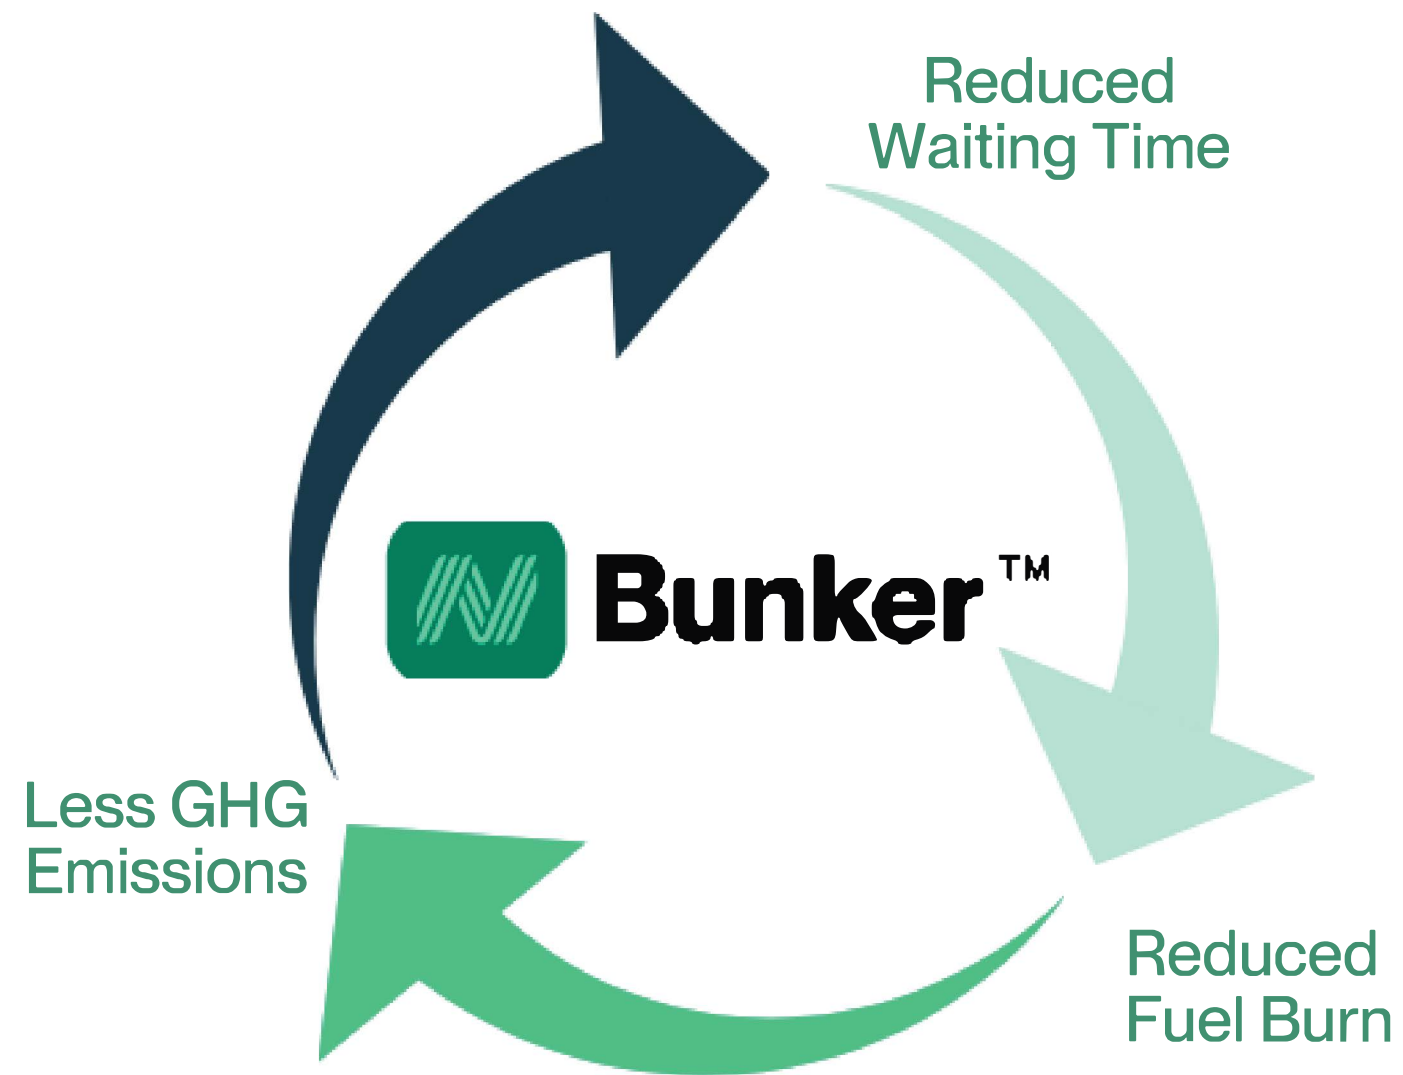 Reduced
Waiting Time
N Bunker™
Less GHG
Emissions
Reduced
Fuel Burn